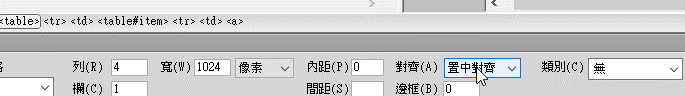 <table> <tr> <td> <table#item> <tr> <td> <a>
列(R) 4 寬(W) 1024 像素 內距(P) 0 對齊(A) 置中對齊 類別(C) 無
欄(C) 1 間距(S) 邊框(B) 0